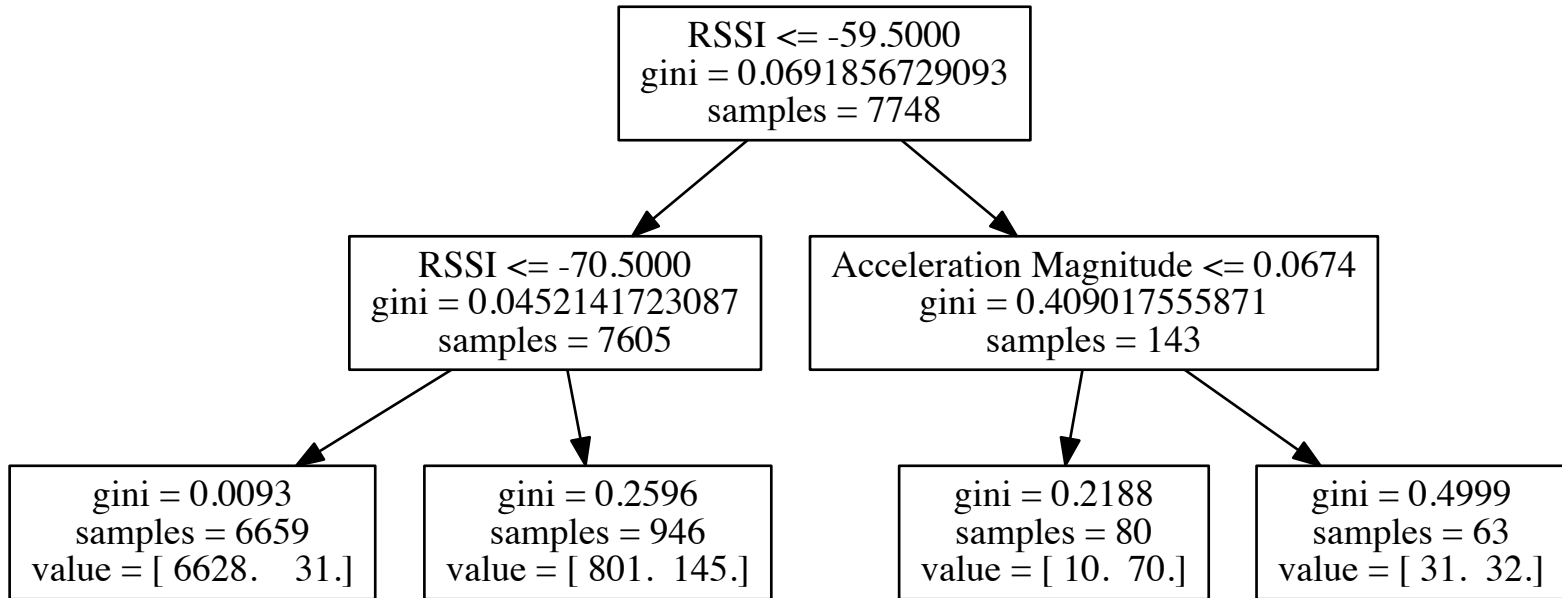 RSSI <= -59.5000
gini = 0.0691856729093
samples = 7748
RSSI <= -70.5000
gini = 0.0452141723087
samples = 7605
Acceleration Magnitude <= 0.0674
gini = 0.409017555871
samples = 143
gini = 0.0093
samples = 6659
value = [ 6628.    31.]
gini = 0.2596
samples = 946
value = [ 801.  145.]
gini = 0.2188
samples = 80
value = [ 10.  70.]
gini = 0.4999
samples = 63
value = [ 31.  32.]